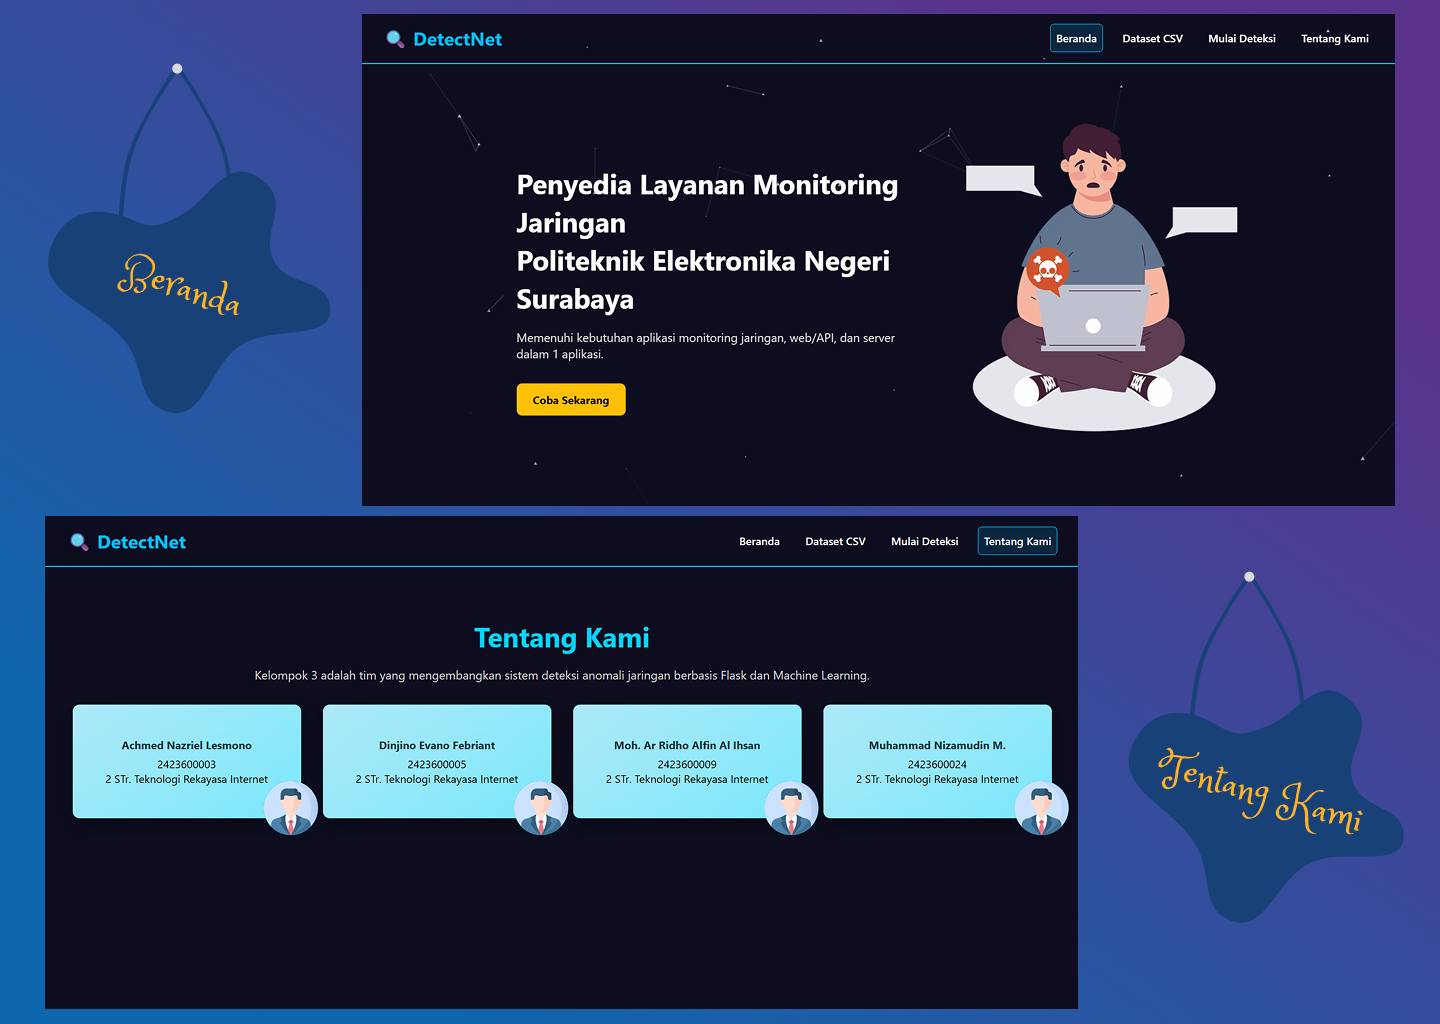 DetectNet
Beranda Dataset CSV Mulai Deteksi Tentang Kami
Beranda
Penyedia Layanan Monitoring
Jaringan
Politeknik Elektronika Negeri
Surabaya
Memenuhi kebutuhan aplikasi monitoring jaringan, web/API, dan server
dalam 1 aplikasi.
Coba Sekarang
DetectNet
Beranda Dataset CSV Mulai Deteksi Tentang Kami
Tentang Kami
Kelompok 3 adalah tim yang mengembangkan sistem deteksi anomali jaringan berbasis Flask dan Machine Learning.
Achmed Nazriel Lesmono
2423600003
2 STr. Teknologi Rekayasa Internet
Dinjino Evano Febriant
2423600005
2 STr. Teknologi Rekayasa Internet
Moh. Ar Ridho Alfin Al Ihsan
2423600009
2 STr. Teknologi Rekayasa Internet
Muhammad Nizamudin M.
2423600024
2 STr. Teknologi Rekayasa Internet
Tentang Kami